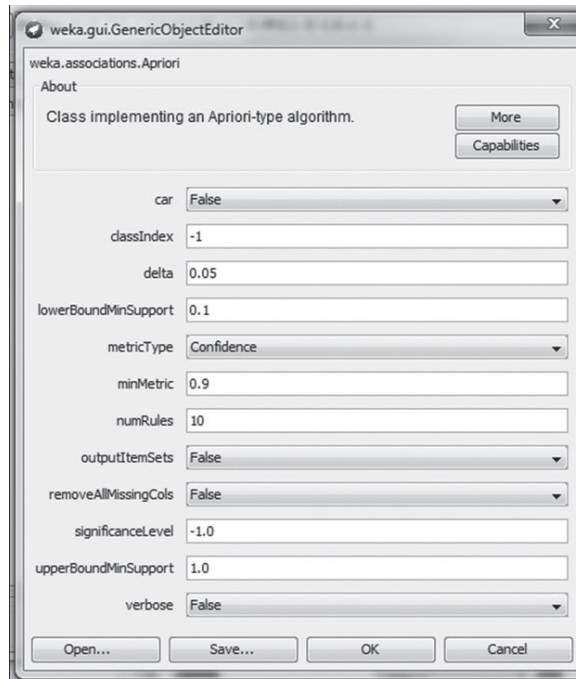 weka.gui.GenericObjectEditor
weka.associations.Apriori
About
Class implementing an Apriori-type algorithm.
More
Capabilities
car False
classIndex -1
delta 0.05
lowerBoundMinSupport 0.1
metricType Confidence
minMetric 0.9
numRules 10
outputItemSets False
removeAllMissingCols False
significanceLevel -1.0
upperBoundMinSupport 1.0
verbose False
Open... Save... OK Cancel